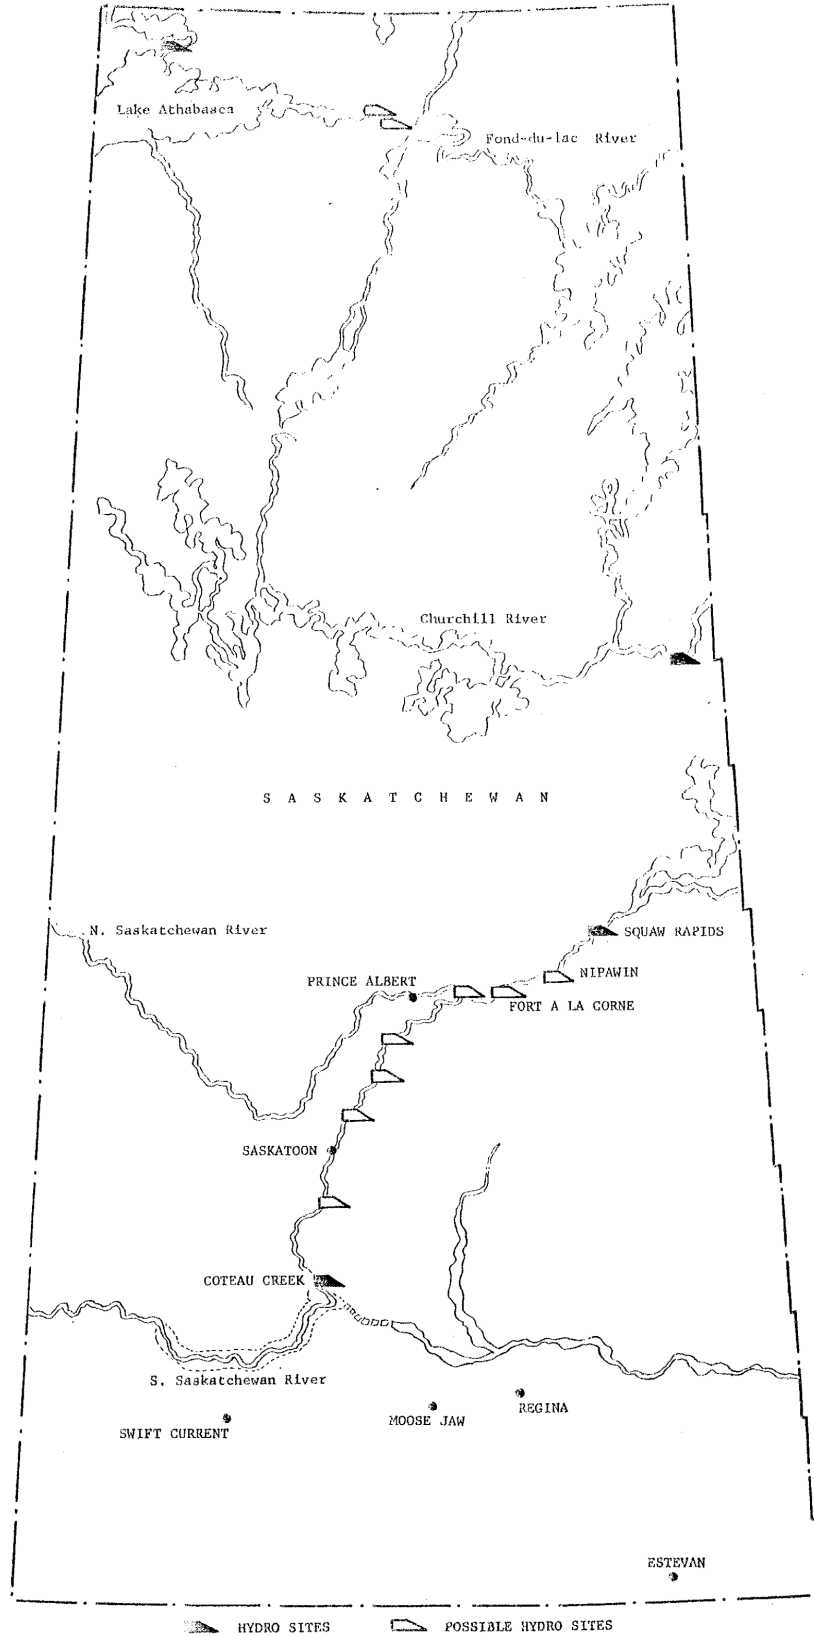 Lake Athabasca
Fond-du-lac River
Churchill River
SASKATCHEWAN
N. Saskatchewan River
SQUAW RAPIDS
NIPAWIN
PRINCE ALBERT
FORT A LA CORNE
SASKATOON
COTEAU CREEK
S. Saskatchewan River
REGINA
MOOSE JAW
SWIFT CURRENT
ESTEVAN
HYDRO SITES
POSSIBLE HYDRO SITES